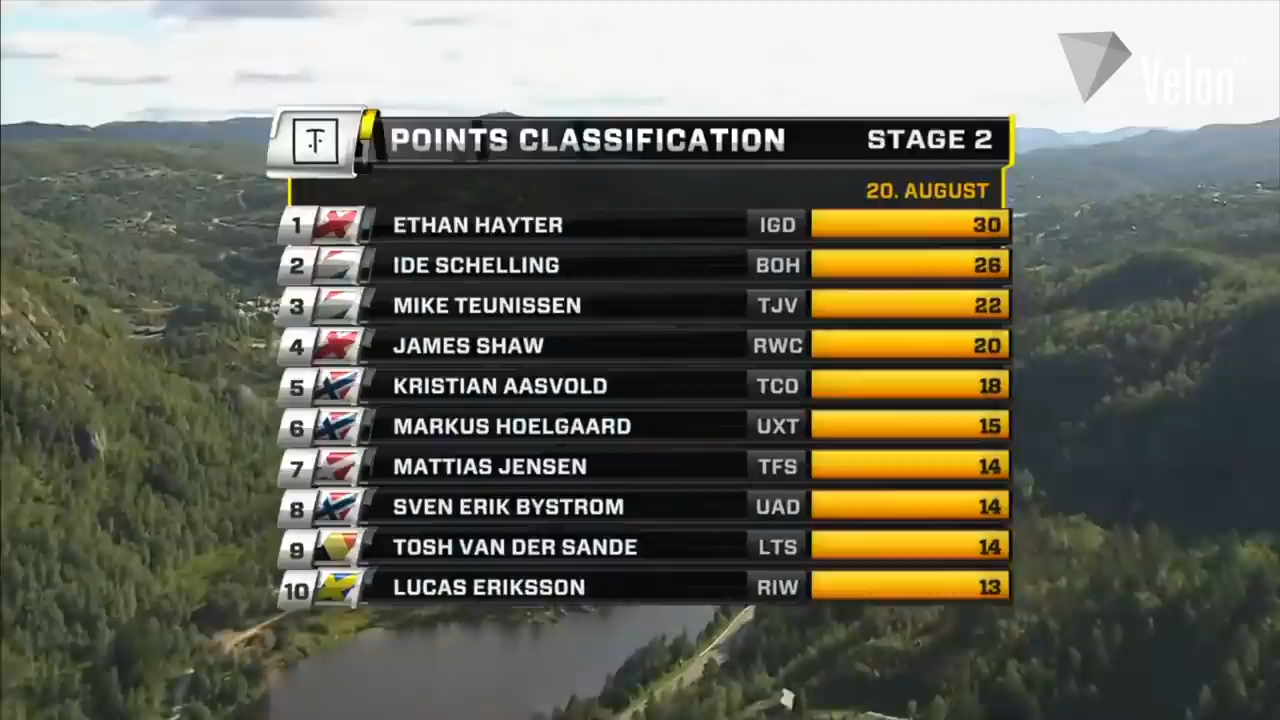 Velon
POINTS CLASSIFICATION STAGE 2
20. AUGUST
1 ETHAN HAYTER IGD 30
2 IDE SCHELLING BOH 26
3 MIKE TEUNISSEN TJV 22
4 JAMES SHAW RWC 20
5 KRISTIAN AASVOLD TCO 18
6 MARKUS HOELGAARD UXT 15
7 MATTIAS JENSEN TFS 14
8 SVEN ERIK BYSTROM UAD 14
9 TOSH VAN DER SANDE LTS 14
10 LUCAS ERIKSSON RIW 13